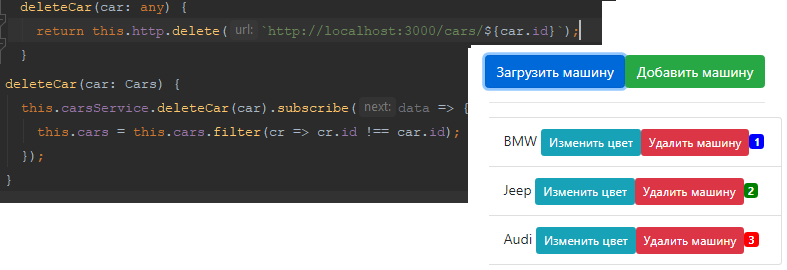 deleteCar(car: any) {
return this.http.delete( url: `http://localhost:3000/cars/${car.id}`);
}
deleteCar(car: Cars) {
this.carsService.deleteCar(car).subscribe( next: data => {
this.cars = this.cars.filter(cr => cr.id !== car.id);
});
}
Загрузить машину Добавить машину
BMW Изменить цвет Удалить машину 1
Jeep Изменить цвет Удалить машину 2
Audi Изменить цвет Удалить машину 3